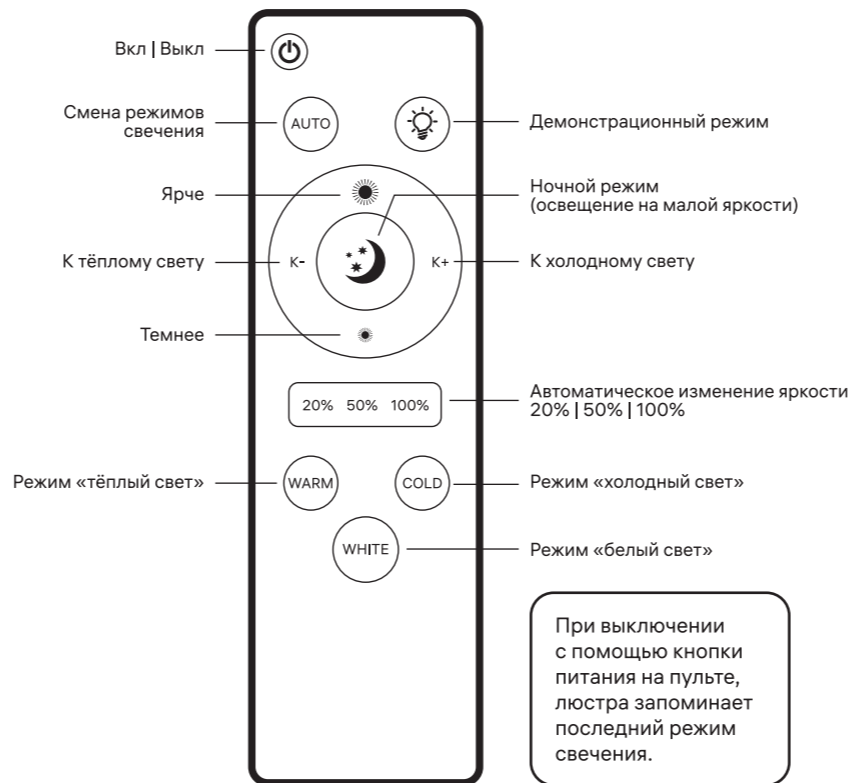 Вкл | Выкл
Смена режимов
свечения
AUTO
Демонстрационный режим
Ярче
Ночной режим
(освещение на малой яркости)
К тёплому свету
K-
K+
К холодному свету
Темнее
20% 50% 100%
Автоматическое изменение яркости
20% | 50% | 100%
Режим «тёплый свет»
WARM
COLD
Режим «холодный свет»
WHITE
Режим «белый свет»
При выключении
с помощью кнопки
питания на пульте,
люстра запоминает
последний режим
свечения.